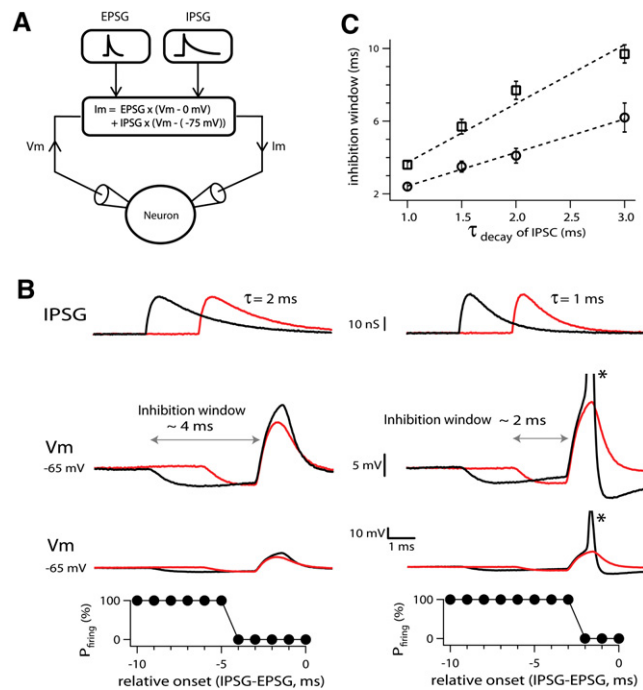 A
EPSG
IPSG
Im = EPSG x (Vm - 0 mV)
+ IPSG x (Vm - ( -75 mV))
Vm
Im
Neuron
C
inhibition window
(ms)
10
6
2
1.0
1.5
2.0
3.0
τ decay of IPSC (ms)
B
IPSG
τ = 2 ms
10 nS
τ = 1 ms
Inhibition window
~ 4 ms
Vm
-65 mV
Inhibition window ~ 2 ms
*
5 mV
-65 mV
Vm
-65 mV
10 mV
1 ms
*
-65 mV
P firing
(%)
100
0
-10
-5
0
relative onset (IPSG-EPSG, ms)
P firing
(%)
100
0
-10
-5
0
relative onset (IPSG-EPSG, ms)